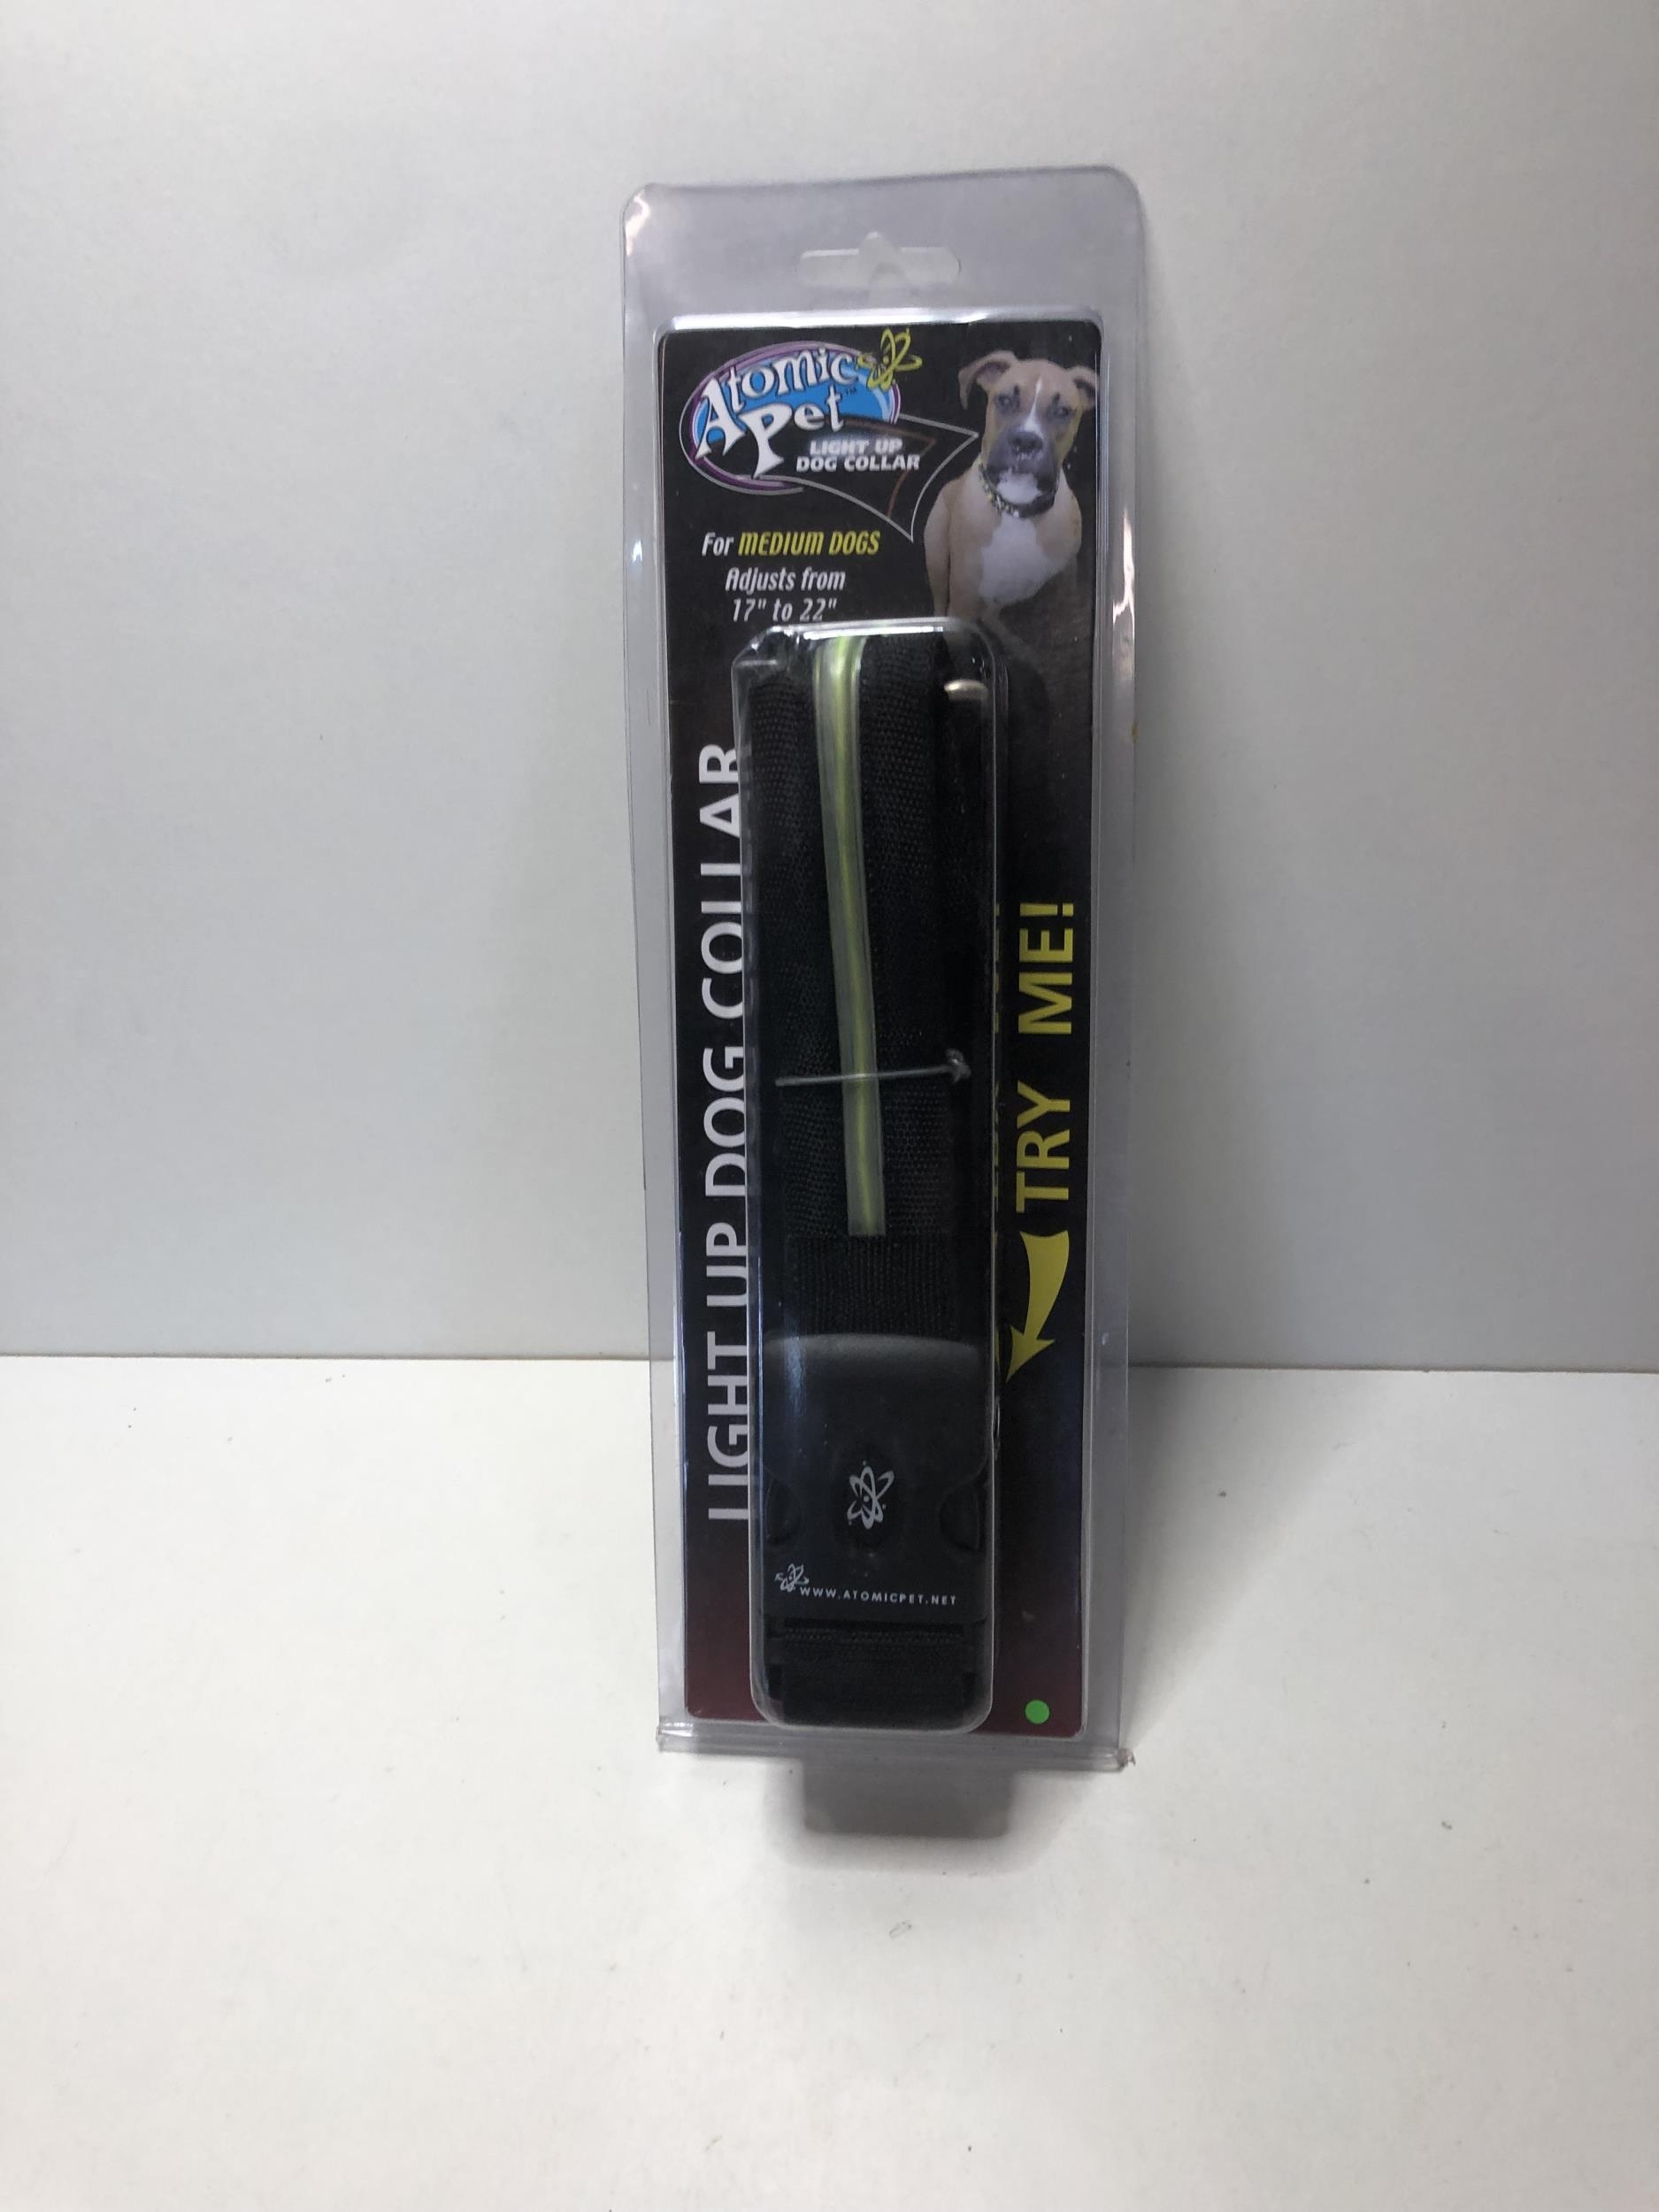 Atomic
Pet™
LIGHT UP
DOG COLLAR
For MEDIUM DOGS
Adjusts from
17" to 22"
LIGHT UP DOG COLLAR
TRY ME!
WWW.ATOMICPET.NET